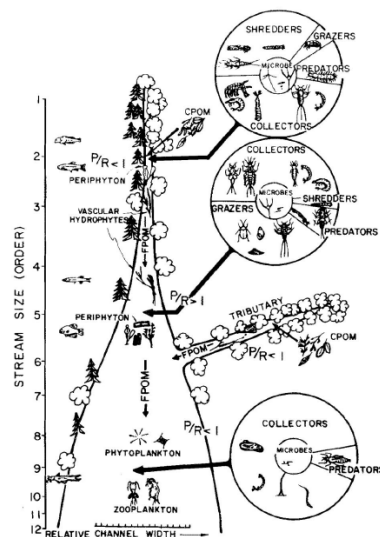 SHREDDERS
GRAZERS
MICROBES
PREDATORS
COLLECTORS
CPOM
P/R < 1
PERIPHYTON
VASCULAR
HYDROPHYTES
FPOM
COLLECTORS
MICROBES
GRAZERS
SHREDDERS
PREDATORS
P/R > 1
PERIPHYTON
TRIBUTARY
FPOM
P/R < 1
CPOM
FPOM
P/R < 1
PHYTOPLANKTON
ZOOPLANKTON
COLLECTORS
MICROBES
PREDATORS
STREAM SIZE (ORDER)
1
2
3
4
5
6
7
8
9
10
11
12
RELATIVE CHANNEL WIDTH